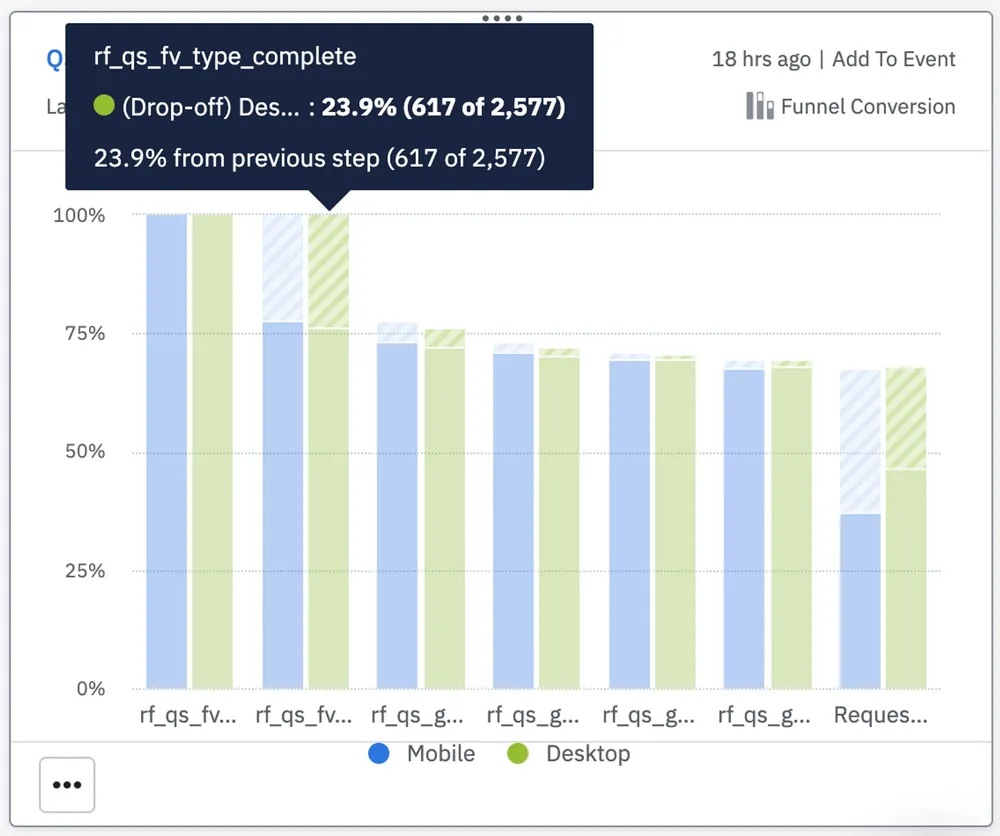 Q
rf_qs_fv_type_complete
18 hrs ago | Add To Event
La
(Drop-off) Des... : 23.9% (617 of 2,577)
Funnel Conversion
23.9% from previous step (617 of 2,577)
100%
75%
50%
25%
0%
rf_qs_fv... rf_qs_fv... rf_qs_g... rf_qs_g... rf_qs_g... rf_qs_g... Reques...
Mobile Desktop